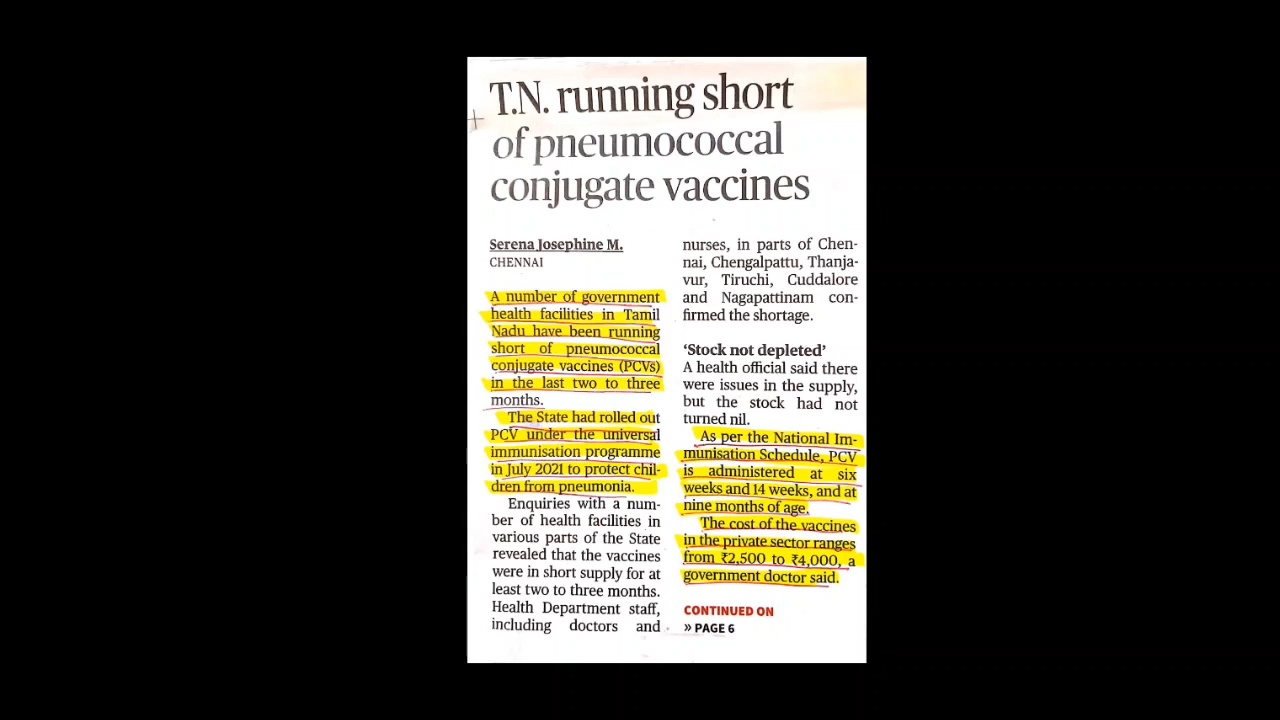 T.N. running short
of pneumococcal
conjugate vaccines
Serena Josephine M.
CHENNAI
A number of government
health facilities in Tamil
Nadu have been running
short of pneumococcal
conjugate vaccines (PCVs)
in the last two to three
months.
The State had rolled out
PCV under the universal
immunisation programme
in July 2021 to protect chil-
dren from pneumonia.
Enquiries with a num-
ber of health facilities in
various parts of the State
revealed that the vaccines
were in short supply for at
least two to three months.
Health Department staff,
including doctors and
nurses, in parts of Chen-
nai, Chengalpattu, Thanja-
vur, Tiruchi, Cuddalore
and Nagapattinam con-
firmed the shortage.
‘Stock not depleted’
A health official said there
were issues in the supply,
but the stock had not
turned nil.
As per the National Im-
munisation Schedule, PCV
is administered at six
weeks and 14 weeks, and at
nine months of age.
The cost of the vaccines
in the private sector ranges
from ₹2,500 to ₹4,000, a
government doctor said.
CONTINUED ON
» PAGE 6